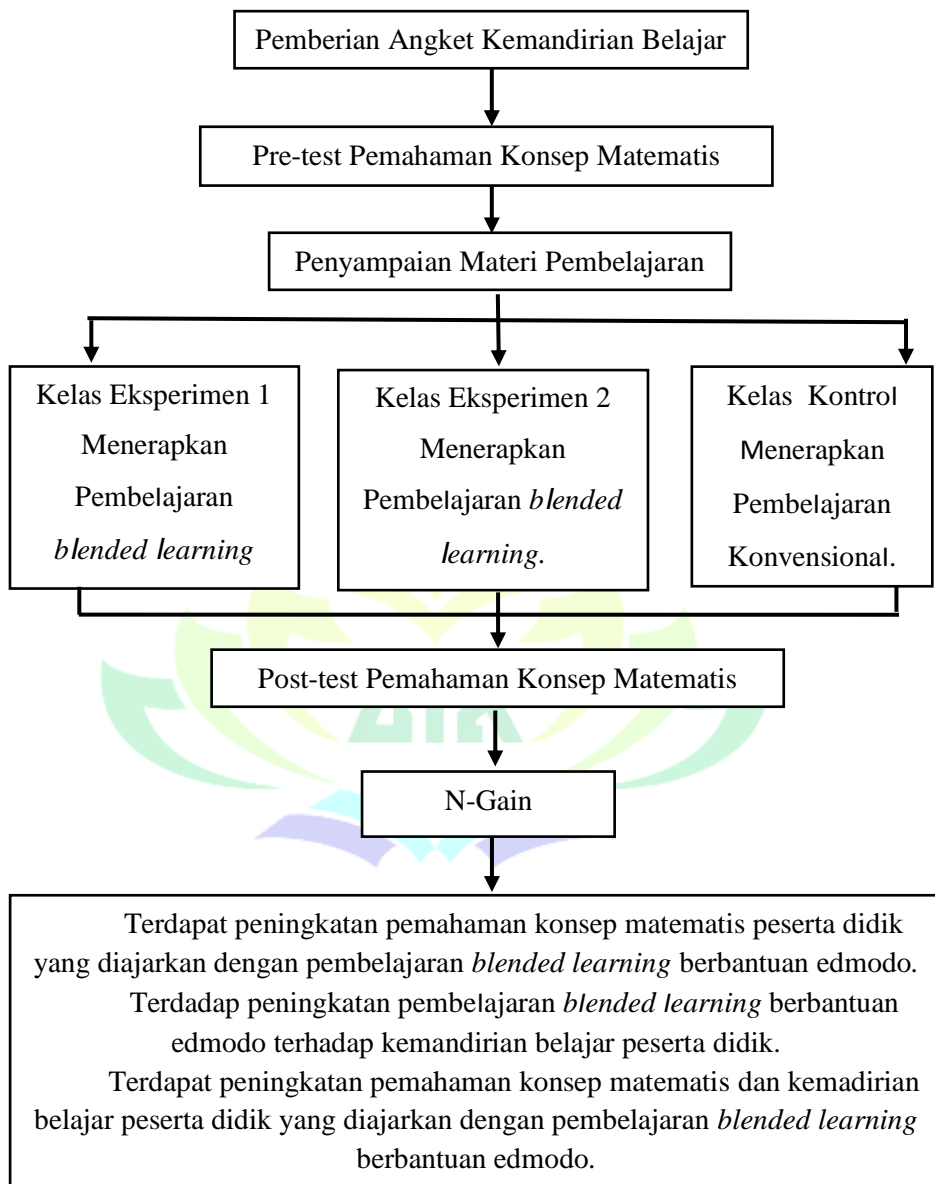 Pemberian Angket Kemandirian Belajar
Pre-test Pemahaman Konsep Matematis
Penyampaian Materi Pembelajaran
Kelas Eksperimen 1
Menerapkan
Pembelajaran
blended learning
Kelas Eksperimen 2
Menerapkan
Pembelajaran blended
learning.
Kelas Kontrol
Menerapkan
Pembelajaran
Konvensional.
Post-test Pemahaman Konsep Matematis
N-Gain
Terdapat peningkatan pemahaman konsep matematis peserta didik
yang diajarkan dengan pembelajaran blended learning berbantuan edmodo.
Terdadap peningkatan pembelajaran blended learning berbantuan
edmodo terhadap kemandirian belajar peserta didik.
Terdapat peningkatan pemahaman konsep matematis dan kemadirian
belajar peserta didik yang diajarkan dengan pembelajaran blended learning
berbantuan edmodo.